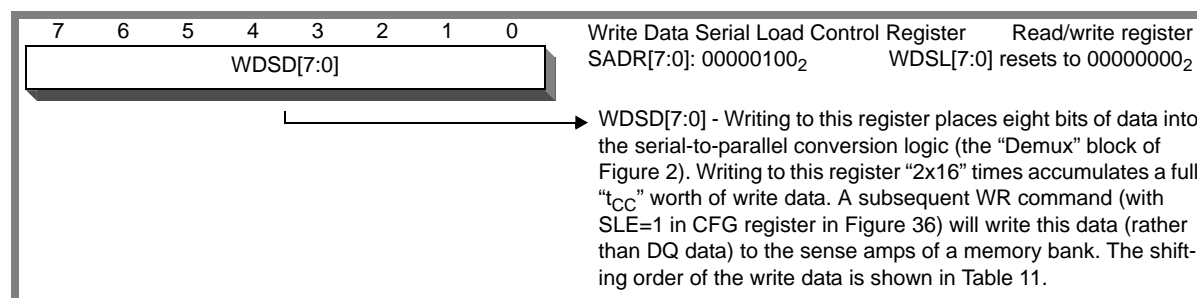 7 6 5 4 3 2 1 0
WDSD[7:0]
Write Data Serial Load Control Register Read/write register
SADR[7:0]: 00000100₂ WDSL[7:0] resets to 00000000₂
WDSD[7:0] - Writing to this register places eight bits of data into
the serial-to-parallel conversion logic (the “Demux” block of
Figure 2). Writing to this register “2x16” times accumulates a full
“tCC” worth of write data. A subsequent WR command (with
SLE=1 in CFG register in Figure 36) will write this data (rather
than DQ data) to the sense amps of a memory bank. The shift-
ing order of the write data is shown in Table 11.